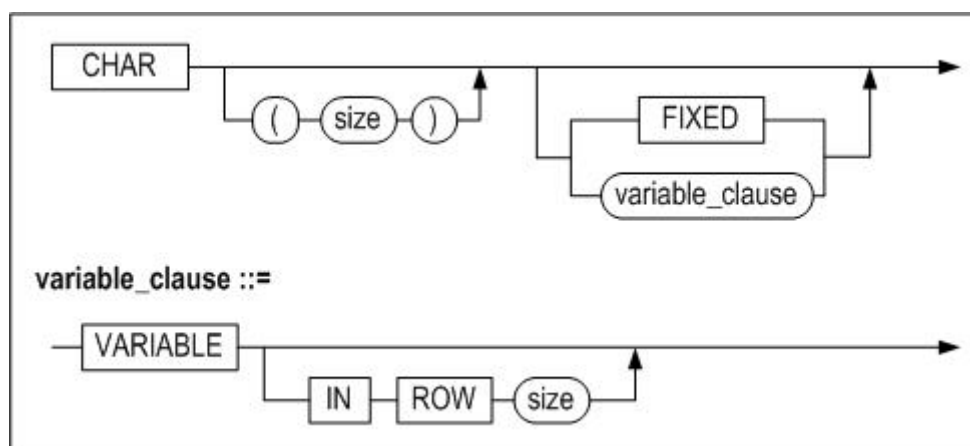 CHAR
( size )
FIXED
variable_clause
variable_clause ::=
VARIABLE
IN ROW size